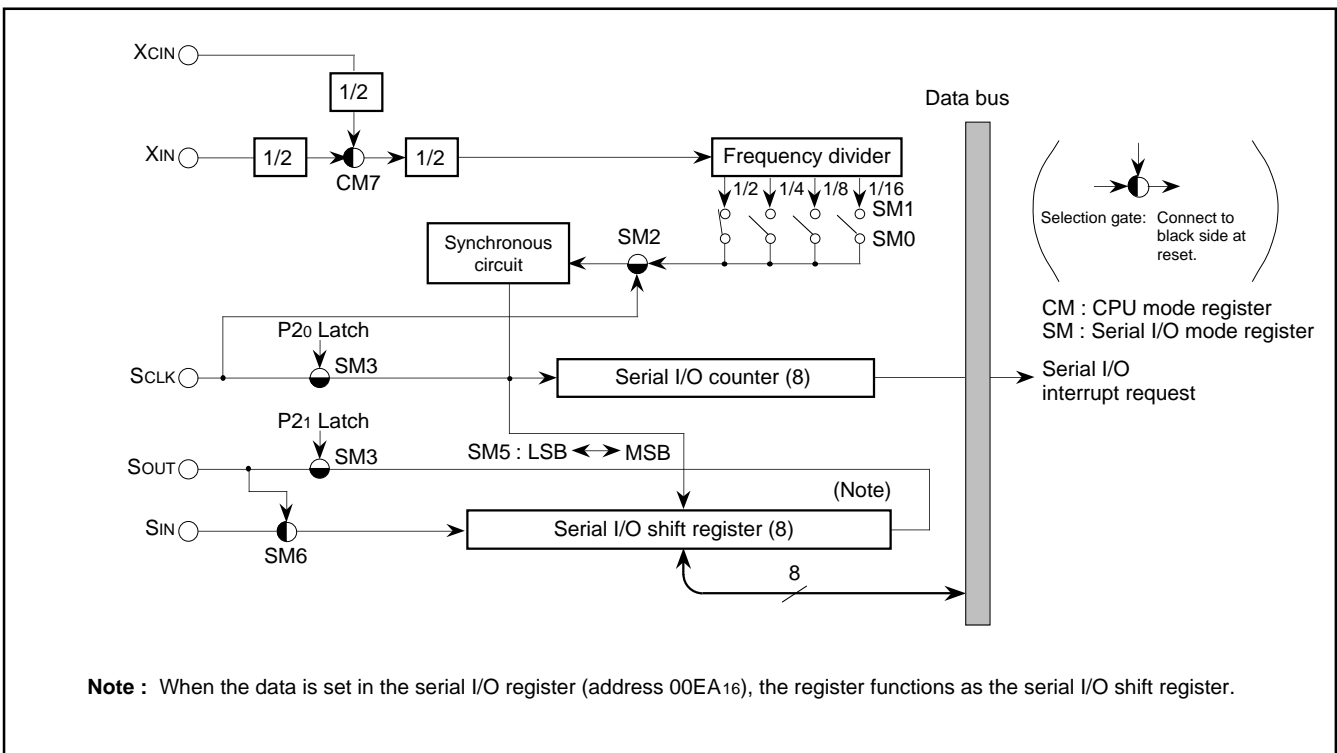 XCIN
1/2
Data bus
XIN
1/2
1/2
Frequency divider
CM7
1/2
1/4
1/8
1/16
SM1
SM0
Selection gate: Connect to
black side at
reset.
Synchronous
circuit
SM2
CM : CPU mode register
SM : Serial I/O mode register
P20 Latch
SM3
SCLK
Serial I/O counter (8)
Serial I/O
interrupt request
P21 Latch
SM3
SM5 : LSB MSB
SOUT
(Note)
SIN
Serial I/O shift register (8)
SM6
8
Note : When the data is set in the serial I/O register (address 00EA16), the register functions as the serial I/O shift register.